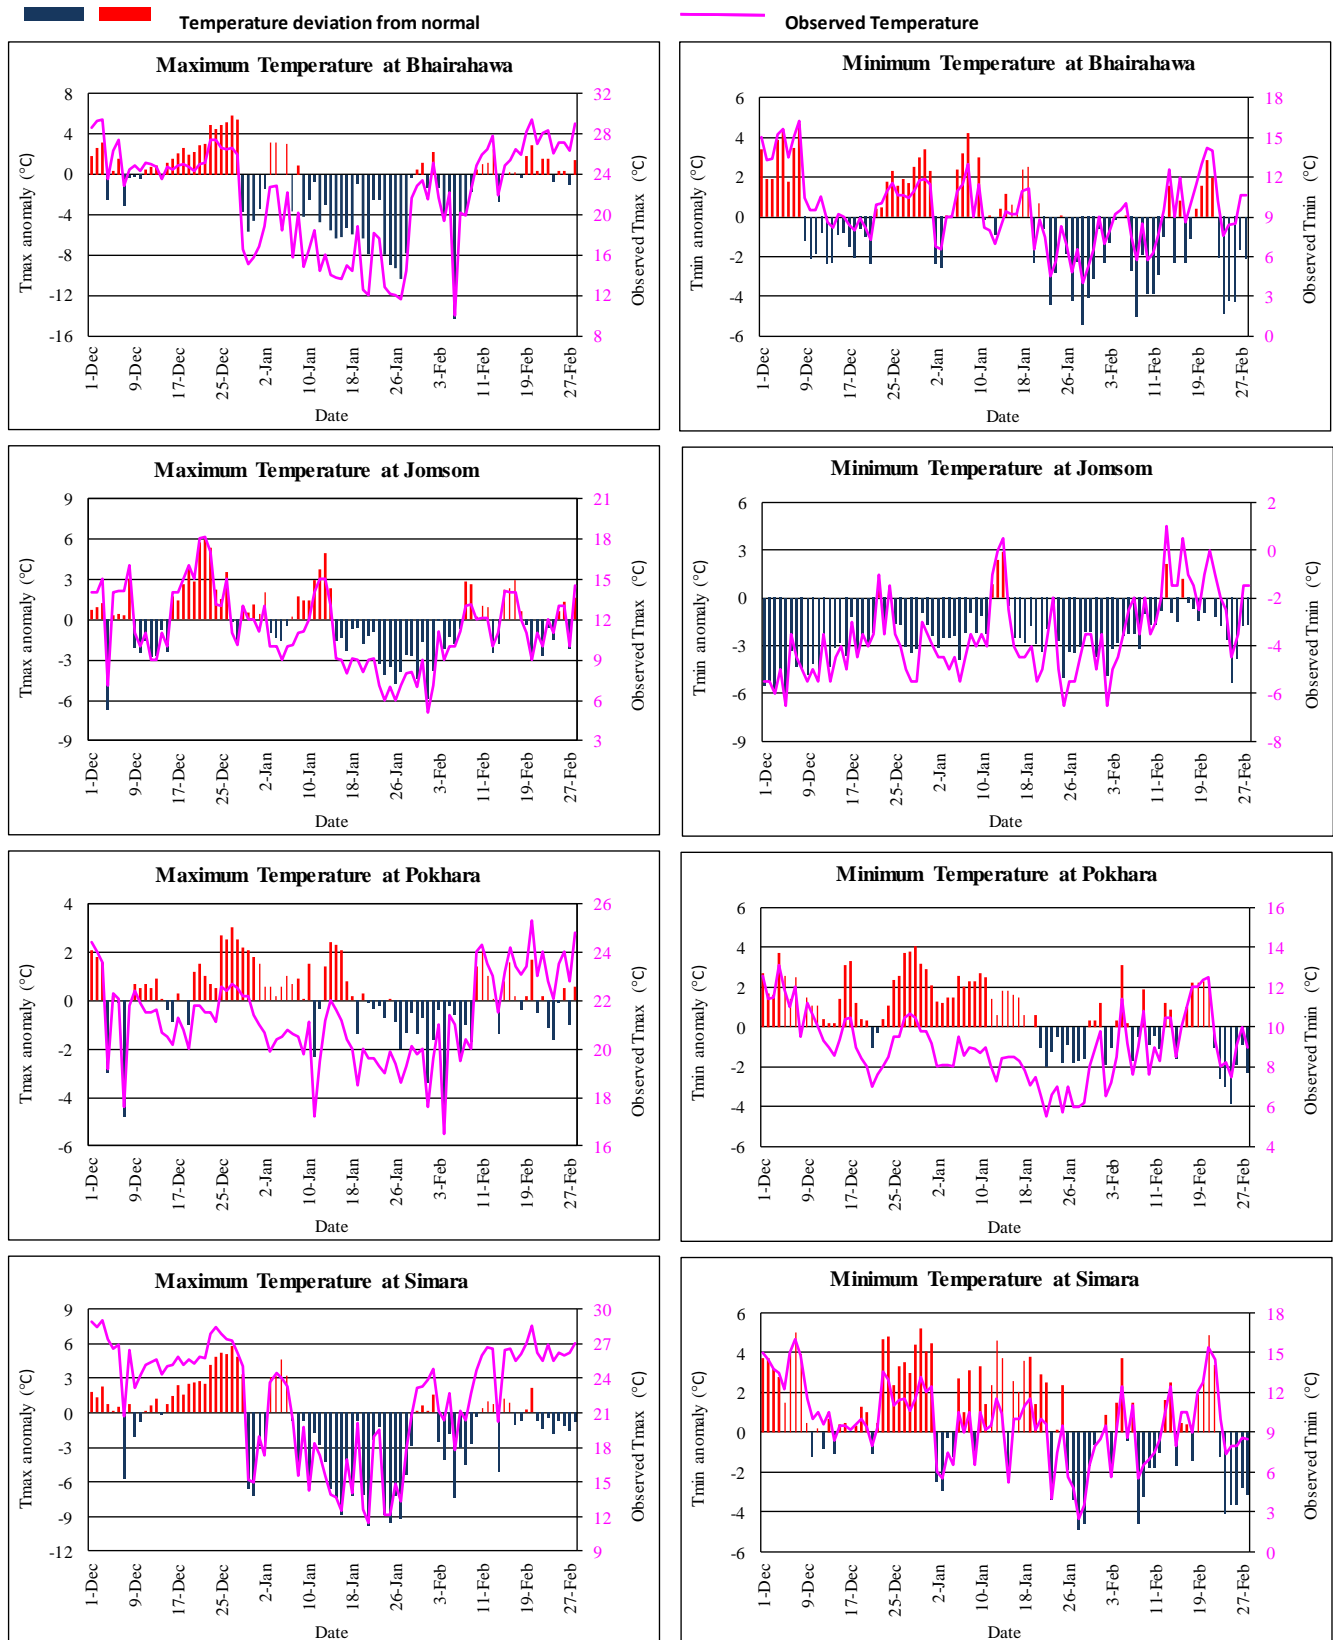 Temperature deviation from normal
Observed Temperature
Maximum Temperature at Bhairahawa
Tmax anomaly (°C)
8
4
0
-4
-8
-12
-16
32
28
24
20
16
12
8
Observed Tmax (°C)
1-Dec
9-Dec
17-Dec
25-Dec
2-Jan
10-Jan
18-Jan
26-Jan
3-Feb
11-Feb
19-Feb
27-Feb
Date
Minimum Temperature at Bhairahawa
Tmin anomaly (°C)
6
4
2
0
-2
-4
-6
18
15
12
9
6
3
0
Observed Tmin (°C)
1-Dec
9-Dec
17-Dec
25-Dec
2-Jan
10-Jan
18-Jan
26-Jan
3-Feb
11-Feb
19-Feb
27-Feb
Date
Maximum Temperature at Jomsom
Tmax anomaly (°C)
9
6
3
0
-3
-6
-9
21
18
15
12
9
6
3
Observed Tmax (°C)
1-Dec
9-Dec
17-Dec
25-Dec
2-Jan
10-Jan
18-Jan
26-Jan
3-Feb
11-Feb
19-Feb
27-Feb
Date
Minimum Temperature at Jomsom
Tmin anomaly (°C)
6
3
0
-3
-6
-9
2
0
-2
-4
-6
-8
Observed Tmin (°C)
1-Dec
9-Dec
17-Dec
25-Dec
2-Jan
10-Jan
18-Jan
26-Jan
3-Feb
11-Feb
19-Feb
27-Feb
Date
Maximum Temperature at Pokhara
Tmax anomaly (°C)
4
2
0
-2
-4
-6
26
24
22
20
18
16
Observed Tmax (°C)
1-Dec
9-Dec
17-Dec
25-Dec
2-Jan
10-Jan
18-Jan
26-Jan
3-Feb
11-Feb
19-Feb
27-Feb
Date
Minimum Temperature at Pokhara
Tmin anomaly (°C)
6
4
2
0
-2
-4
-6
16
14
12
10
8
6
4
Observed Tmin (°C)
1-Dec
9-Dec
17-Dec
25-Dec
2-Jan
10-Jan
18-Jan
26-Jan
3-Feb
11-Feb
19-Feb
27-Feb
Date
Maximum Temperature at Simara
Tmax anomaly (°C)
9
6
3
0
-3
-6
-9
-12
30
27
24
21
18
15
12
9
Observed Tmax (°C)
1-Dec
9-Dec
17-Dec
25-Dec
2-Jan
10-Jan
18-Jan
26-Jan
3-Feb
11-Feb
19-Feb
27-Feb
Date
Minimum Temperature at Simara
Tmin anomaly (°C)
6
4
2
0
-2
-4
-6
18
15
12
9
6
3
0
Observed Tmin (°C)
1-Dec
9-Dec
17-Dec
25-Dec
2-Jan
10-Jan
18-Jan
26-Jan
3-Feb
11-Feb
19-Feb
27-Feb
Date